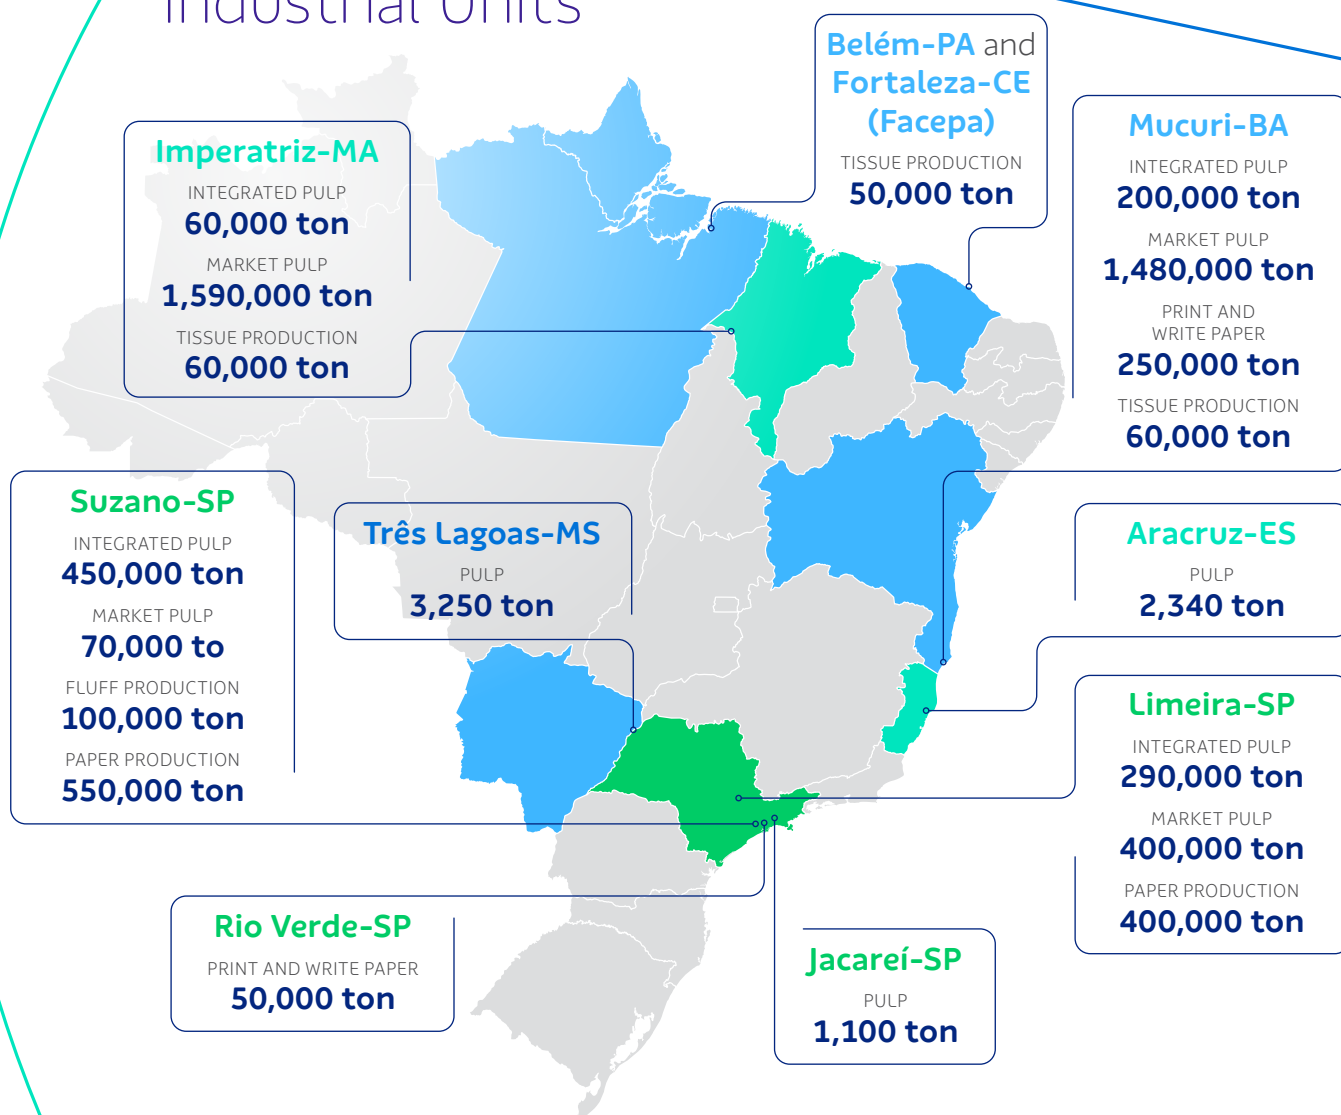 Industrial Units
Belém-PA and
Fortaleza-CE
(Facepa)
TISSUE PRODUCTION
50,000 ton
Imperatriz-MA
INTEGRATED PULP
60,000 ton
MARKET PULP
1,590,000 ton
TISSUE PRODUCTION
60,000 ton
Mucuri-BA
INTEGRATED PULP
200,000 ton
MARKET PULP
1,480,000 ton
PRINT AND
WRITE PAPER
250,000 ton
TISSUE PRODUCTION
60,000 ton
Suzano-SP
INTEGRATED PULP
450,000 ton
MARKET PULP
70,000 to
FLUFF PRODUCTION
100,000 ton
PAPER PRODUCTION
550,000 ton
Três Lagoas-MS
PULP
3,250 ton
Aracruz-ES
PULP
2,340 ton
Limeira-SP
INTEGRATED PULP
290,000 ton
MARKET PULP
400,000 ton
PAPER PRODUCTION
400,000 ton
Rio Verde-SP
PRINT AND WRITE PAPER
50,000 ton
Jacareí-SP
PULP
1,100 ton